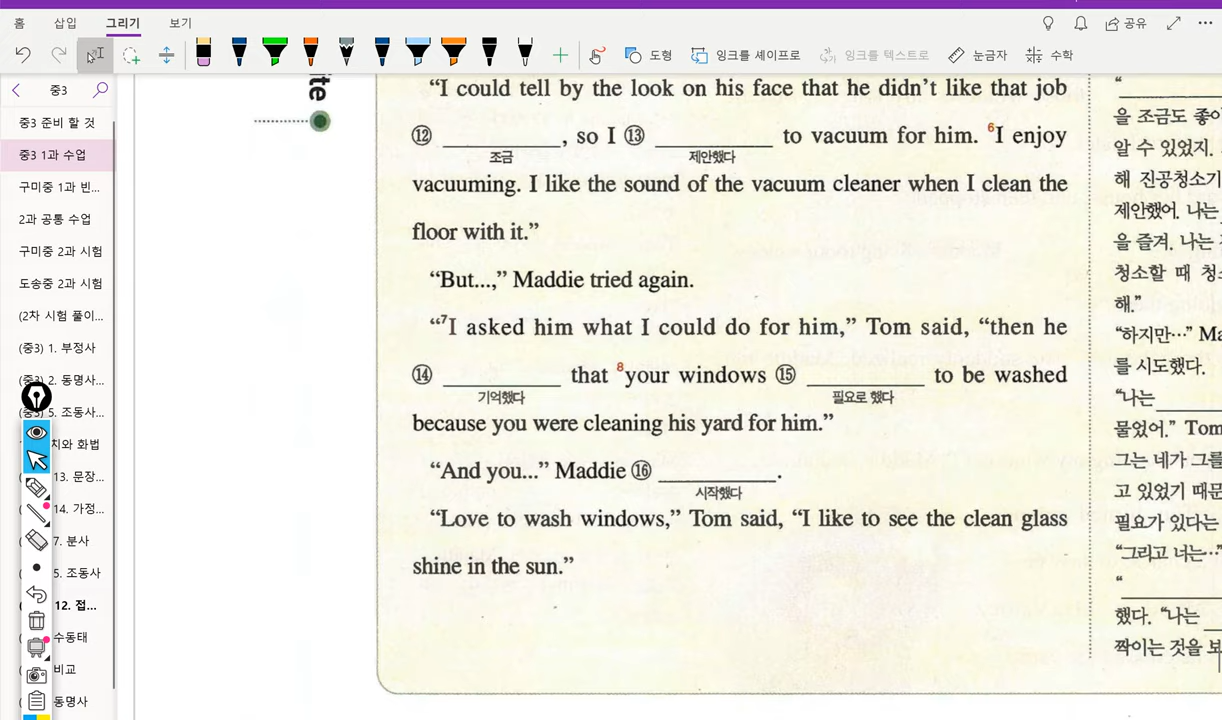 홈 삽입 그리기 보기
공유
도형 잉크를 셰이프로 잉크를 텍스트로 눈금자 수학
중3
중3 준비 할 것
중3 1과 수업
구미중 1과 빈...
2과 공통 수업
구미중 2과 시험
도송중 2과 시험
(2차 시험 풀이...
(중3) 1. 부정사
(중3) 2. 동명사...
(중3) 5. 조동사...
치와 화법
13. 문장...
14. 가정...
7. 분사
5. 조동사
12. 접...
수동태
비교
동명사
ite
“I could tell by the look on his face that he didn’t like that job
⑫ ____________, so I ⑬ ____________ to vacuum for him. ⁶I enjoy
조금 제안했다
vacuuming. I like the sound of the vacuum cleaner when I clean the
floor with it.”
“But...,” Maddie tried again.
“⁷I asked him what I could do for him,” Tom said, “then he
⑭ ____________ that ⁸your windows ⑮ ____________ to be washed
기억했다 필요로 했다
because you were cleaning his yard for him.”
“And you...” Maddie ⑯ ____________.
시작했다
“Love to wash windows,” Tom said, “I like to see the clean glass
shine in the sun.”
“
을 조금도 좋아
알 수 있었지.
해 진공청소기
제안했어. 나는
을 즐겨. 나는
청소할 때 청소
해.”
“하지만…” Ma
를 시도했다.
“나는
물었어.” Tom
그는 네가 그를
고 있었기 때문
필요가 있다는
“그리고 너는…”
“
했다. “나는
짝이는 것을 보